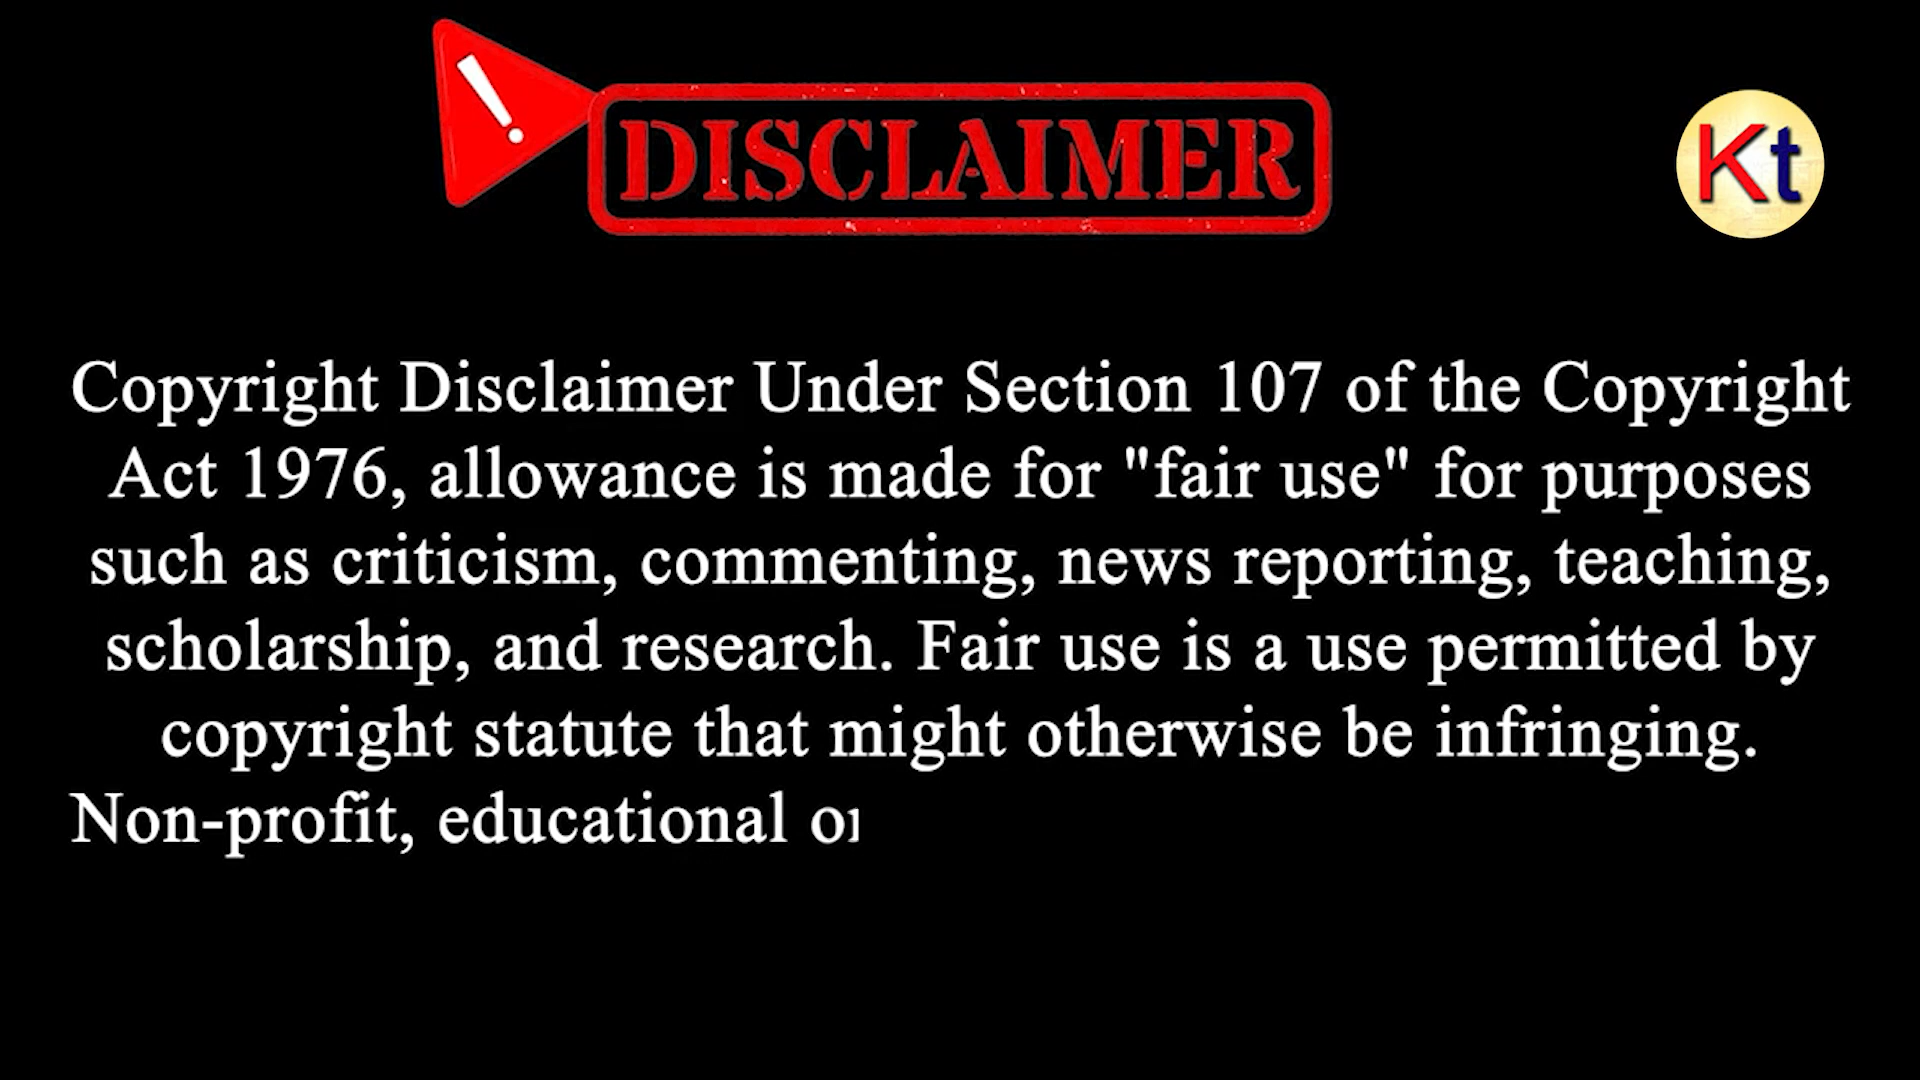 DISCLAIMER
Kt
Copyright Disclaimer Under Section 107 of the Copyright
Act 1976, allowance is made for "fair use" for purposes
such as criticism, commenting, news reporting, teaching,
scholarship, and research. Fair use is a use permitted by
copyright statute that might otherwise be infringing.
Non-profit, educational